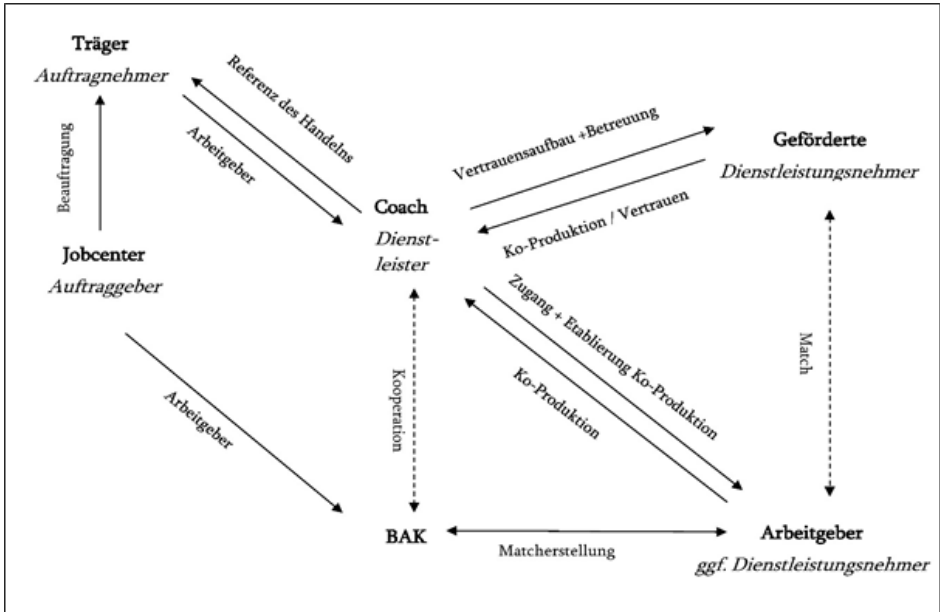 Träger
Auftragnehmer
Referenz des Handelns
Arbeitgeber
Beauftragung
Vertrauensaufbau +Betreuung
Geförderte
Dienstleistungsnehmer
Coach
Dienst-
leister
Ko-Produktion / Vertrauen
Jobcenter
Auftraggeber
Zugang + Etablierung Ko-Produktion
Ko-Produktion
Kooperation
Match
Arbeitgeber
BAK
Matcherstellung
Arbeitgeber
ggf. Dienstleistungsnehmer